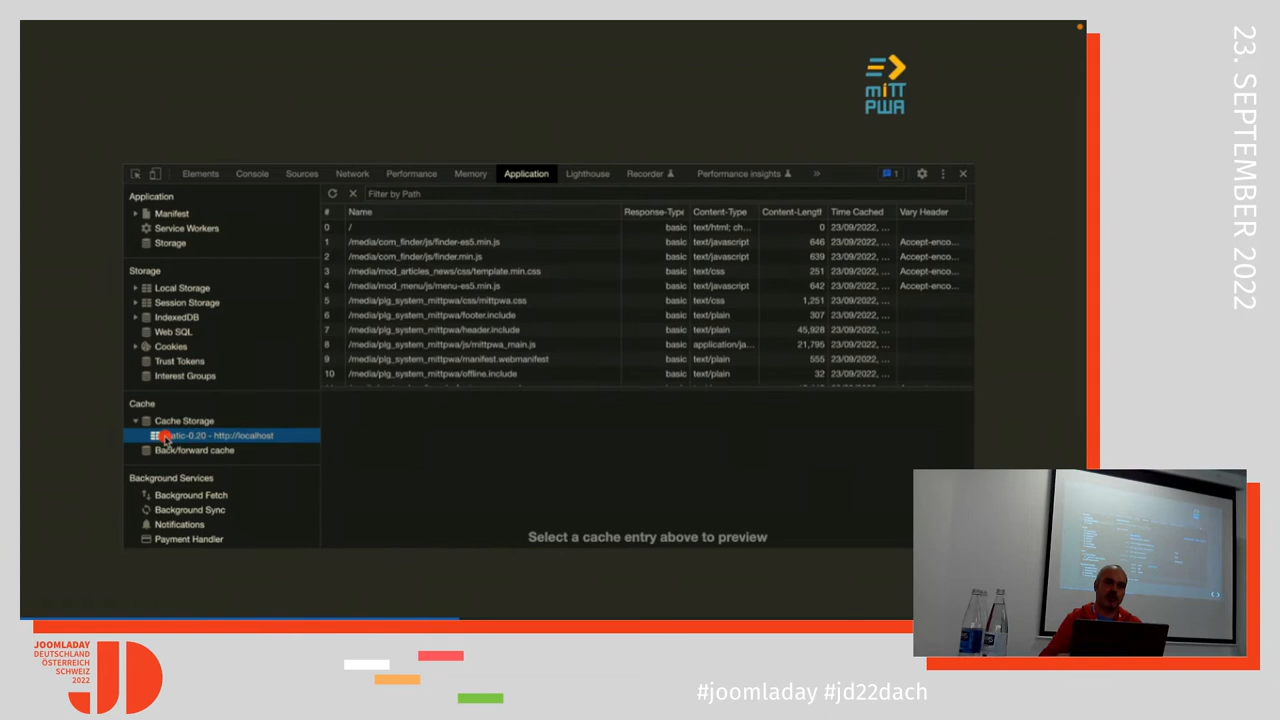 23. SEPTEMBER 2022
miTT
PWA
Elements Console Sources Network Performance Memory Application Lighthouse Recorder Performance insights » 1
Application
Manifest
Service Workers
Storage
Storage
Local Storage
Session Storage
IndexedDB
Web SQL
Cookies
Trust Tokens
Interest Groups
Cache
Cache Storage
atic-0.20 - http://localhost
Back/forward cache
Background Services
Background Fetch
Background Sync
Notifications
Payment Handler
Filter by Path
# Name Response-Type Content-Type Content-Length Time Cached Vary Header
0 / basic text/html; ch... 0 23/09/2022, ...
1 /media/com_finder/js/finder-es5.min.js basic text/javascript 646 23/09/2022, ... Accept-enco...
2 /media/com_finder/js/finder.min.js basic text/javascript 639 23/09/2022, ... Accept-enco...
3 /media/mod_articles_news/css/template.min.css basic text/css 251 23/09/2022, ... Accept-enco...
4 /media/mod_menu/js/menu-es5.min.js basic text/javascript 642 23/09/2022, ... Accept-enco...
5 /media/plg_system_mittpwa/css/mittpwa.css basic text/css 1,251 23/09/2022, ...
6 /media/plg_system_mittpwa/footer.include basic text/plain 307 23/09/2022, ...
7 /media/plg_system_mittpwa/header.include basic text/plain 45,928 23/09/2022, ...
8 /media/plg_system_mittpwa/js/mittpwa_main.js basic application/ja... 21,795 23/09/2022, ...
9 /media/plg_system_mittpwa/manifest.webmanifest basic text/plain 555 23/09/2022, ...
10 /media/plg_system_mittpwa/offline.include basic text/plain 32 23/09/2022, ...
Select a cache entry above to preview
JOOMLADAY
DEUTSCHLAND
ÖSTERREICH
SCHWEIZ
2022
JD
#joomladay #jd22dach